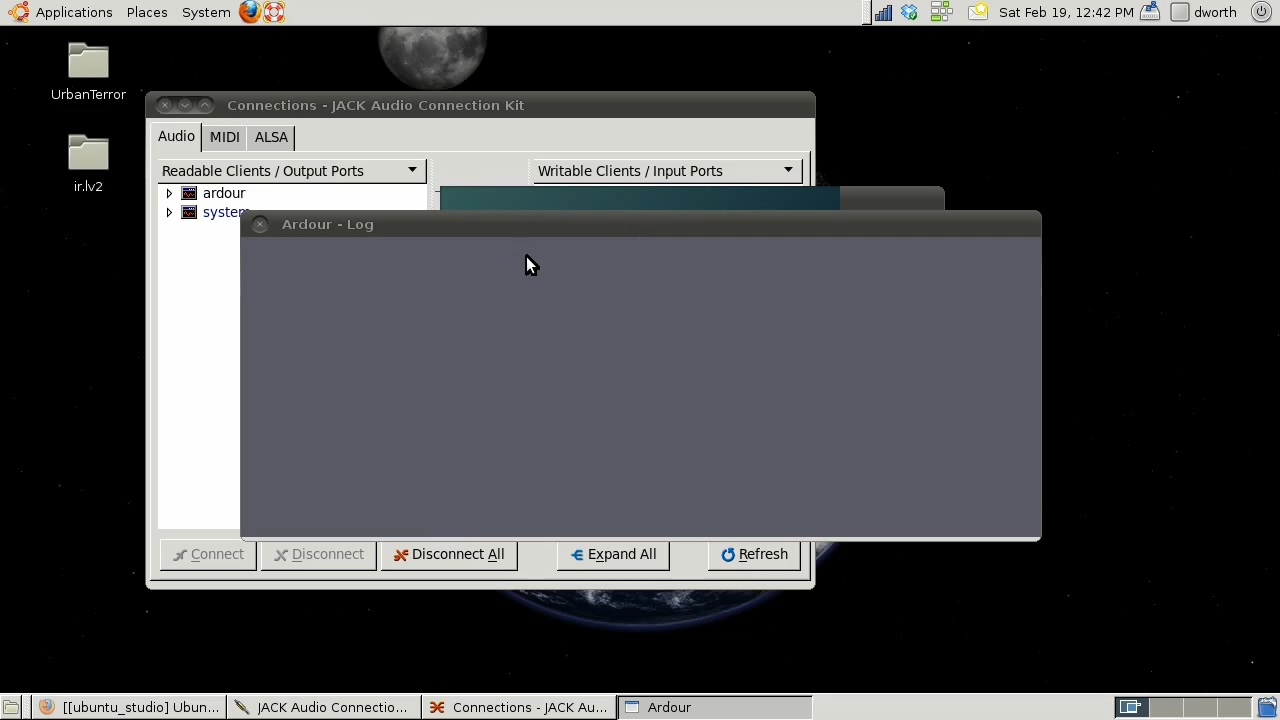 Applications Places System Sat Feb 19, 12:42 PM dworth
UrbanTerror
ir.lv2
Connections - JACK Audio Connection Kit
Audio MIDI ALSA
Readable Clients / Output Ports Writable Clients / Input Ports
ardour
system
Ardour - Log
Connect Disconnect Disconnect All Expand All Refresh
[[ubuntu_studio] Ubun... JACK Audio Connectio... Connections - JACK Au... Ardour